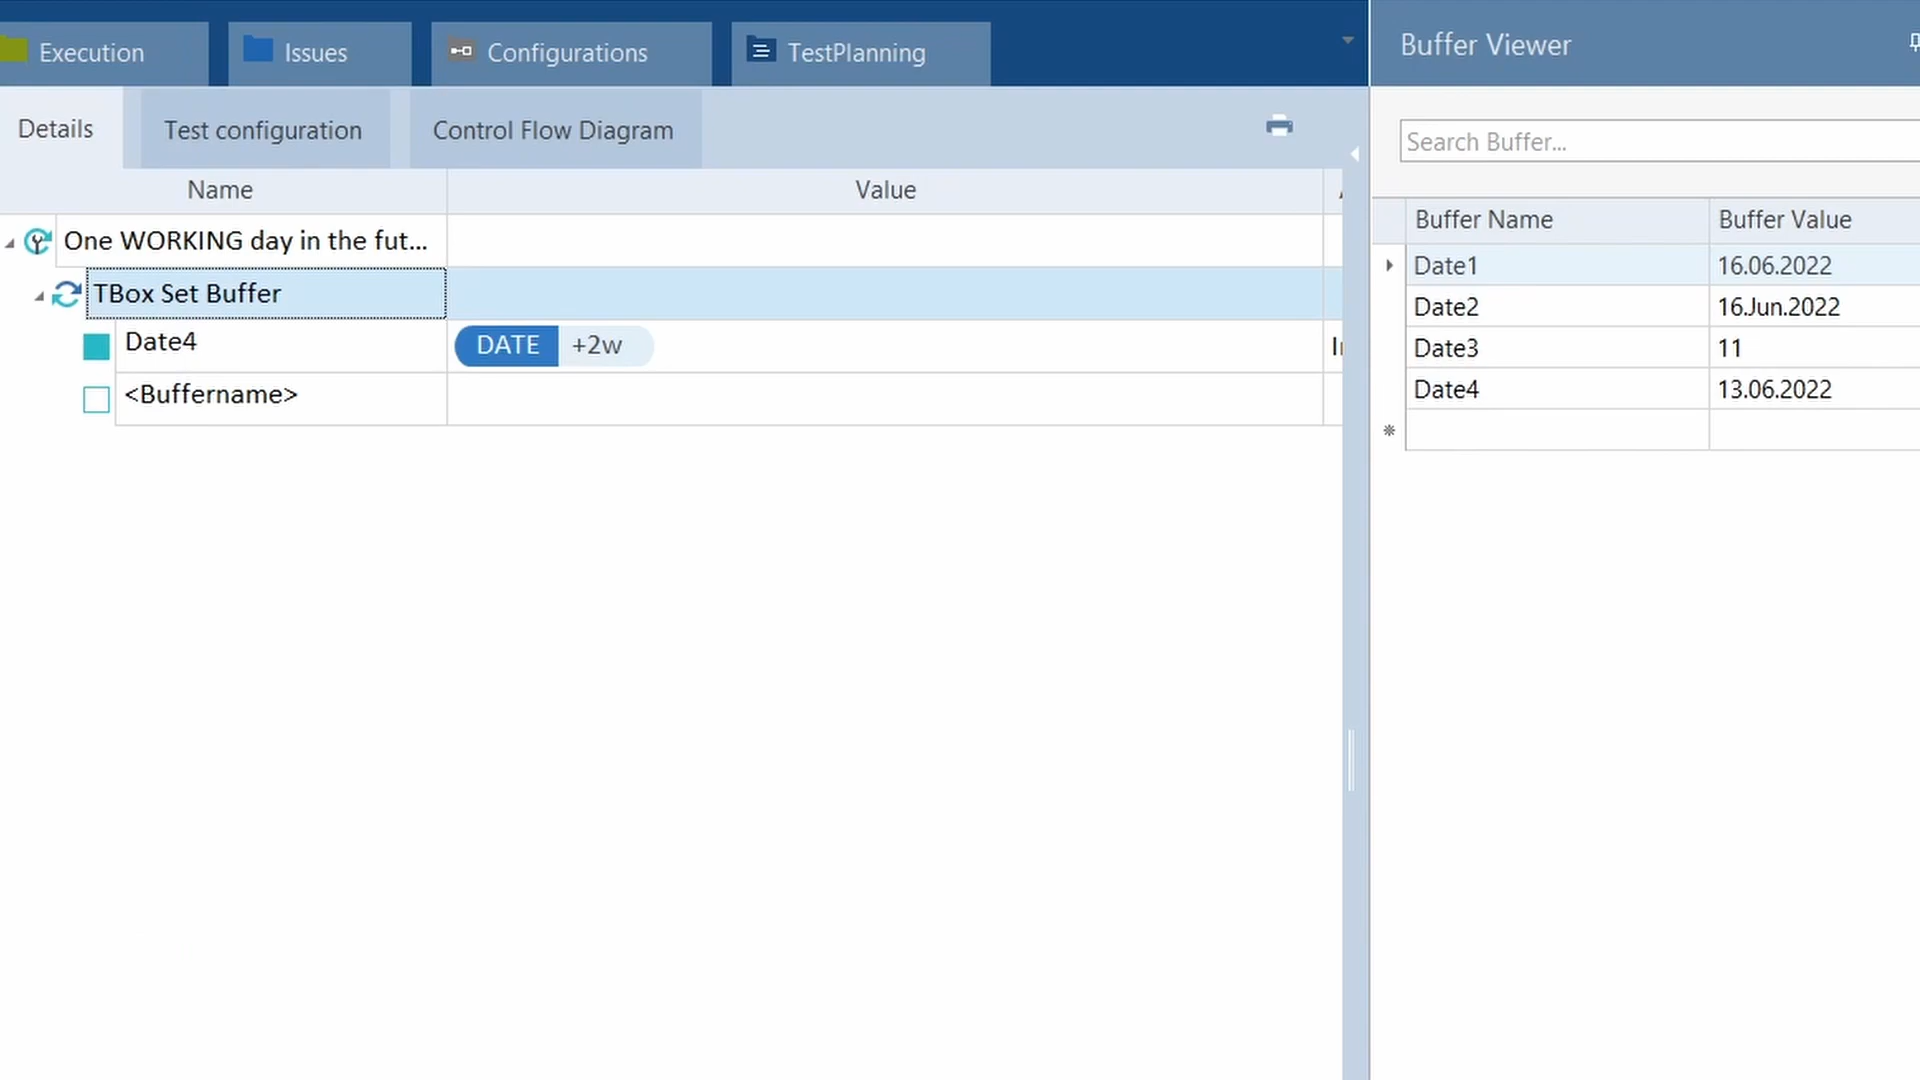 Execution
Issues
Configurations
TestPlanning
Buffer Viewer
Details
Test configuration
Control Flow Diagram
Search Buffer...
Name
Value
Buffer Name
Buffer Value
One WORKING day in the fut...
Date1
16.06.2022
TBox Set Buffer
Date2
16.Jun.2022
Date4
DATE +2w
Date3
11
<Buffername>
Date4
13.06.2022